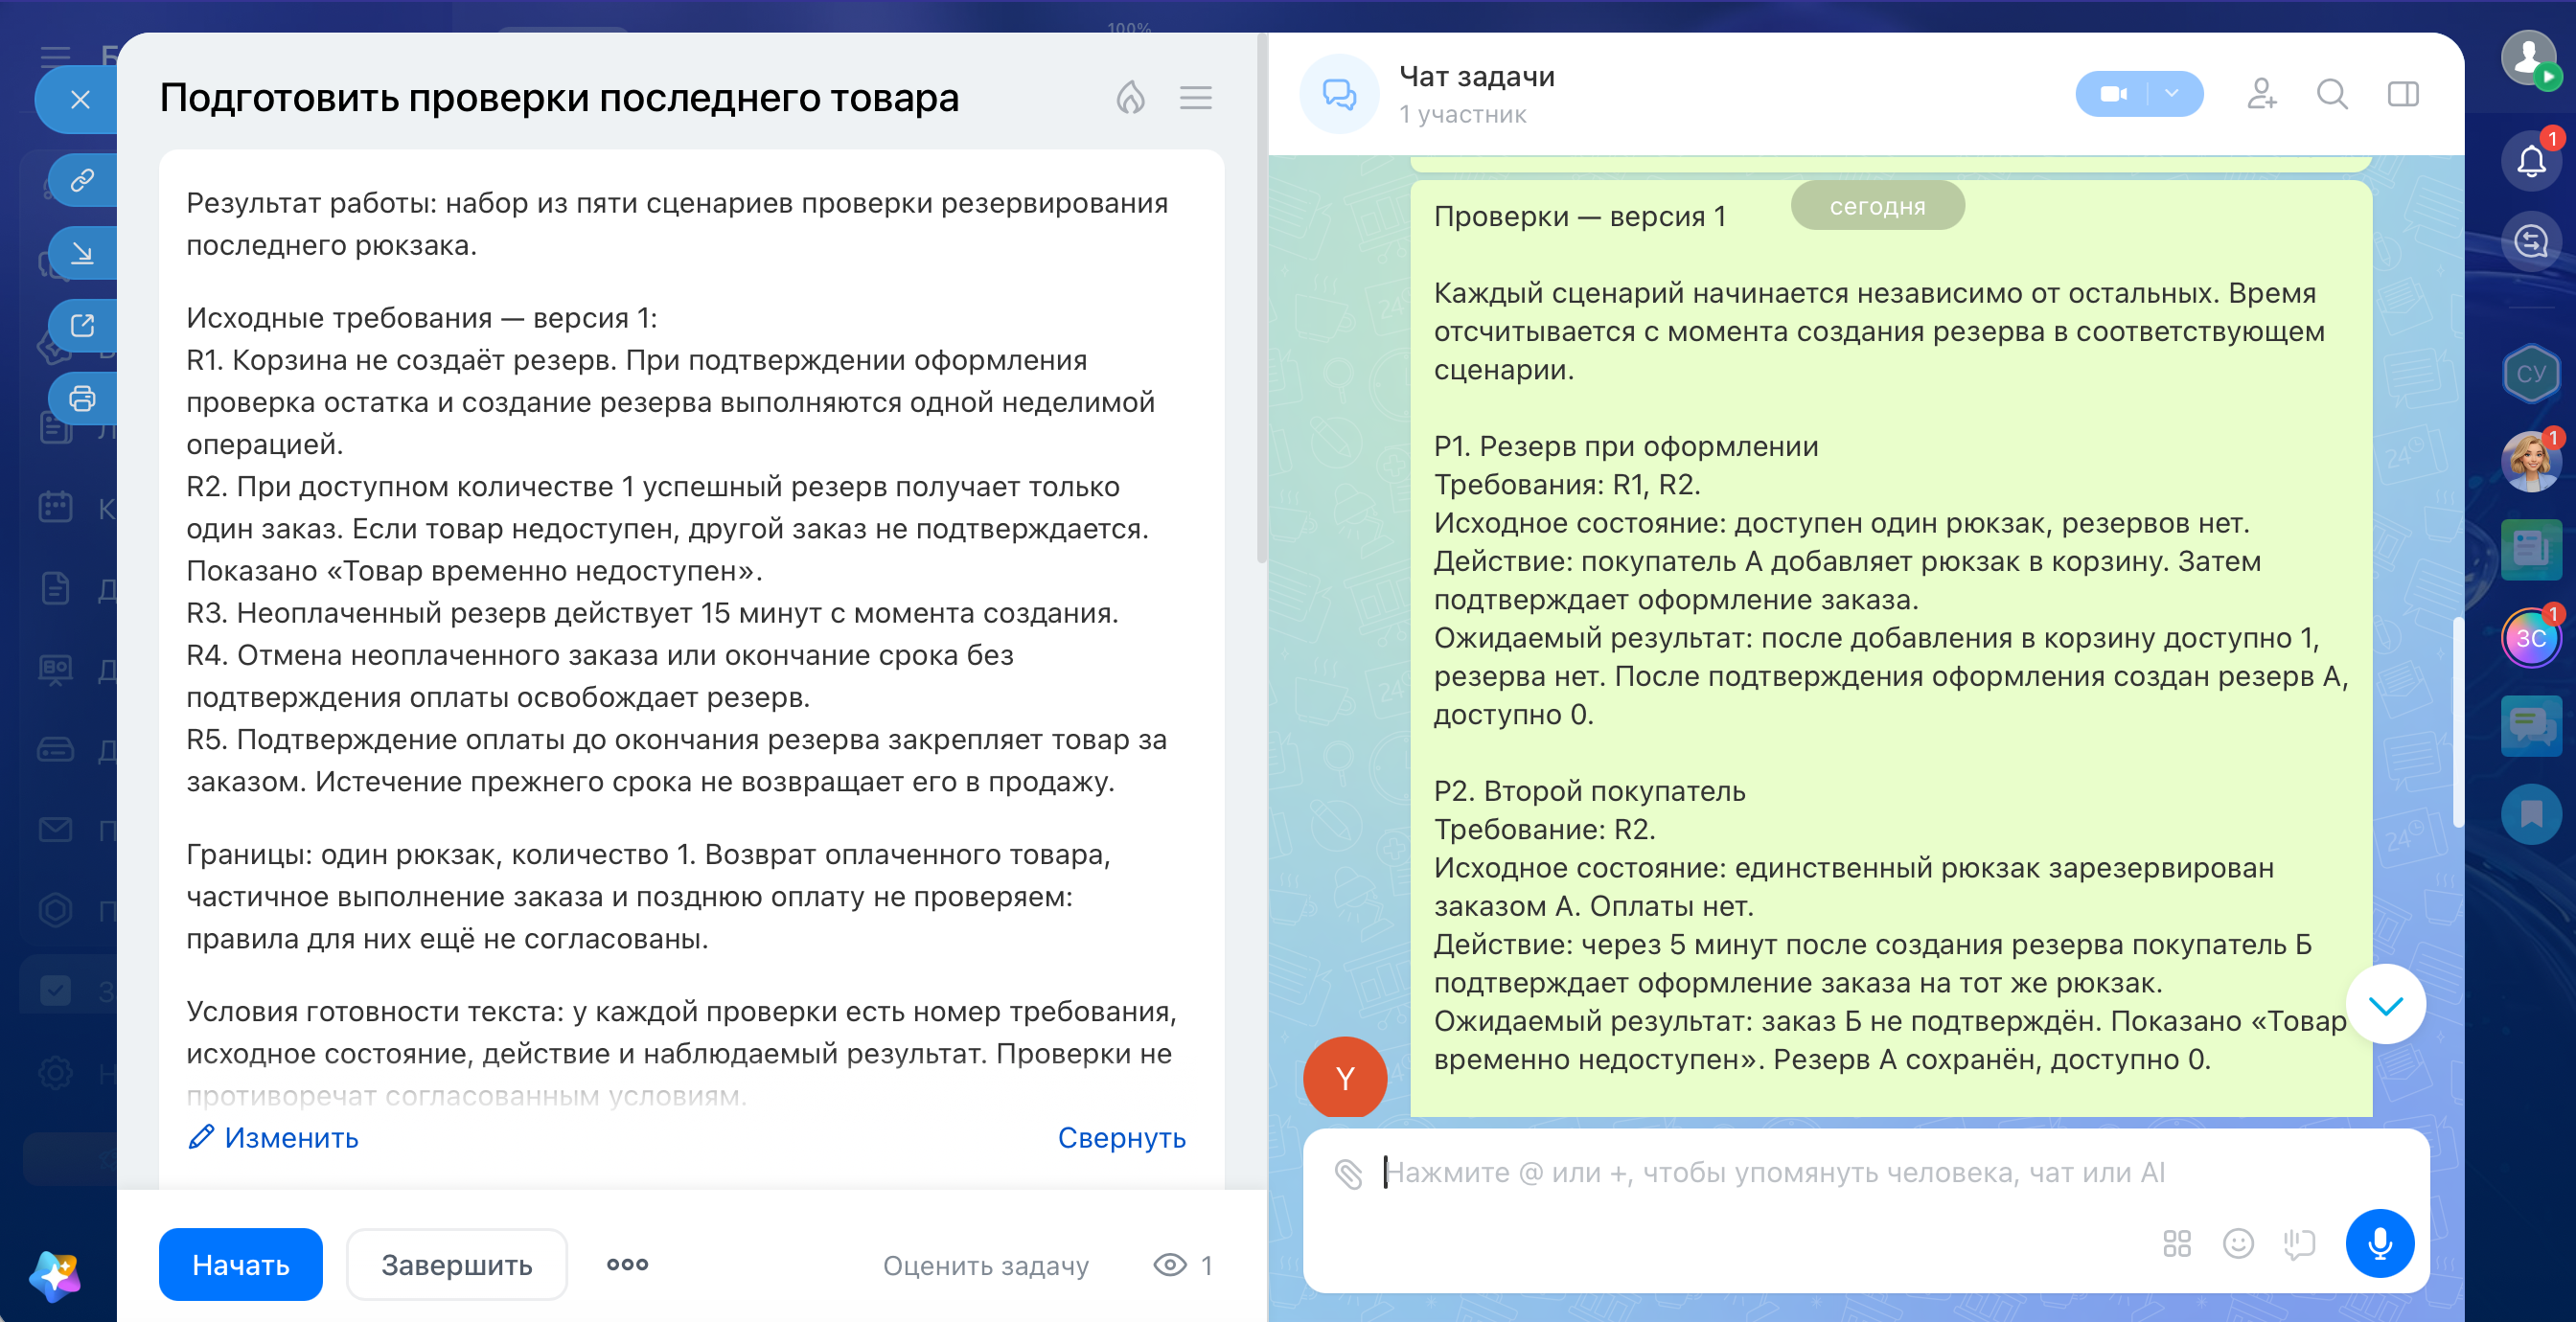 100%
Подготовить проверки последнего товара
Результат работы: набор из пяти сценариев проверки резервирования
последнего рюкзака.
Исходные требования — версия 1:
R1. Корзина не создаёт резерв. При подтверждении оформления
проверка остатка и создание резерва выполняются одной неделимой
операцией.
R2. При доступном количестве 1 успешный резерв получает только
один заказ. Если товар недоступен, другой заказ не подтверждается.
Показано «Товар временно недоступен».
R3. Неоплаченный резерв действует 15 минут с момента создания.
R4. Отмена неоплаченного заказа или окончание срока без
подтверждения оплаты освобождает резерв.
R5. Подтверждение оплаты до окончания резерва закрепляет товар за
заказом. Истечение прежнего срока не возвращает его в продажу.
Границы: один рюкзак, количество 1. Возврат оплаченного товара,
частичное выполнение заказа и позднюю оплату не проверяем:
правила для них ещё не согласованы.
Условия готовности текста: у каждой проверки есть номер требования,
исходное состояние, действие и наблюдаемый результат. Проверки не
противоречат согласованным условиям.
Изменить
Свернуть
Начать
Завершить
Оценить задачу
1
Чат задачи
1 участник
сегодня
Проверки — версия 1
Каждый сценарий начинается независимо от остальных. Время
отсчитывается с момента создания резерва в соответствующем
сценарии.
P1. Резерв при оформлении
Требования: R1, R2.
Исходное состояние: доступен один рюкзак, резервов нет.
Действие: покупатель А добавляет рюкзак в корзину. Затем
подтверждает оформление заказа.
Ожидаемый результат: после добавления в корзину доступно 1,
резерва нет. После подтверждения оформления создан резерв А,
доступно 0.
P2. Второй покупатель
Требование: R2.
Исходное состояние: единственный рюкзак зарезервирован
заказом А. Оплаты нет.
Действие: через 5 минут после создания резерва покупатель Б
подтверждает оформление заказа на тот же рюкзак.
Ожидаемый результат: заказ Б не подтверждён. Показано «Товар
временно недоступен». Резерв А сохранён, доступно 0.
Y
Нажмите @ или +, чтобы упомянуть человека, чат или AI
1
СУ
1
ЗС
1